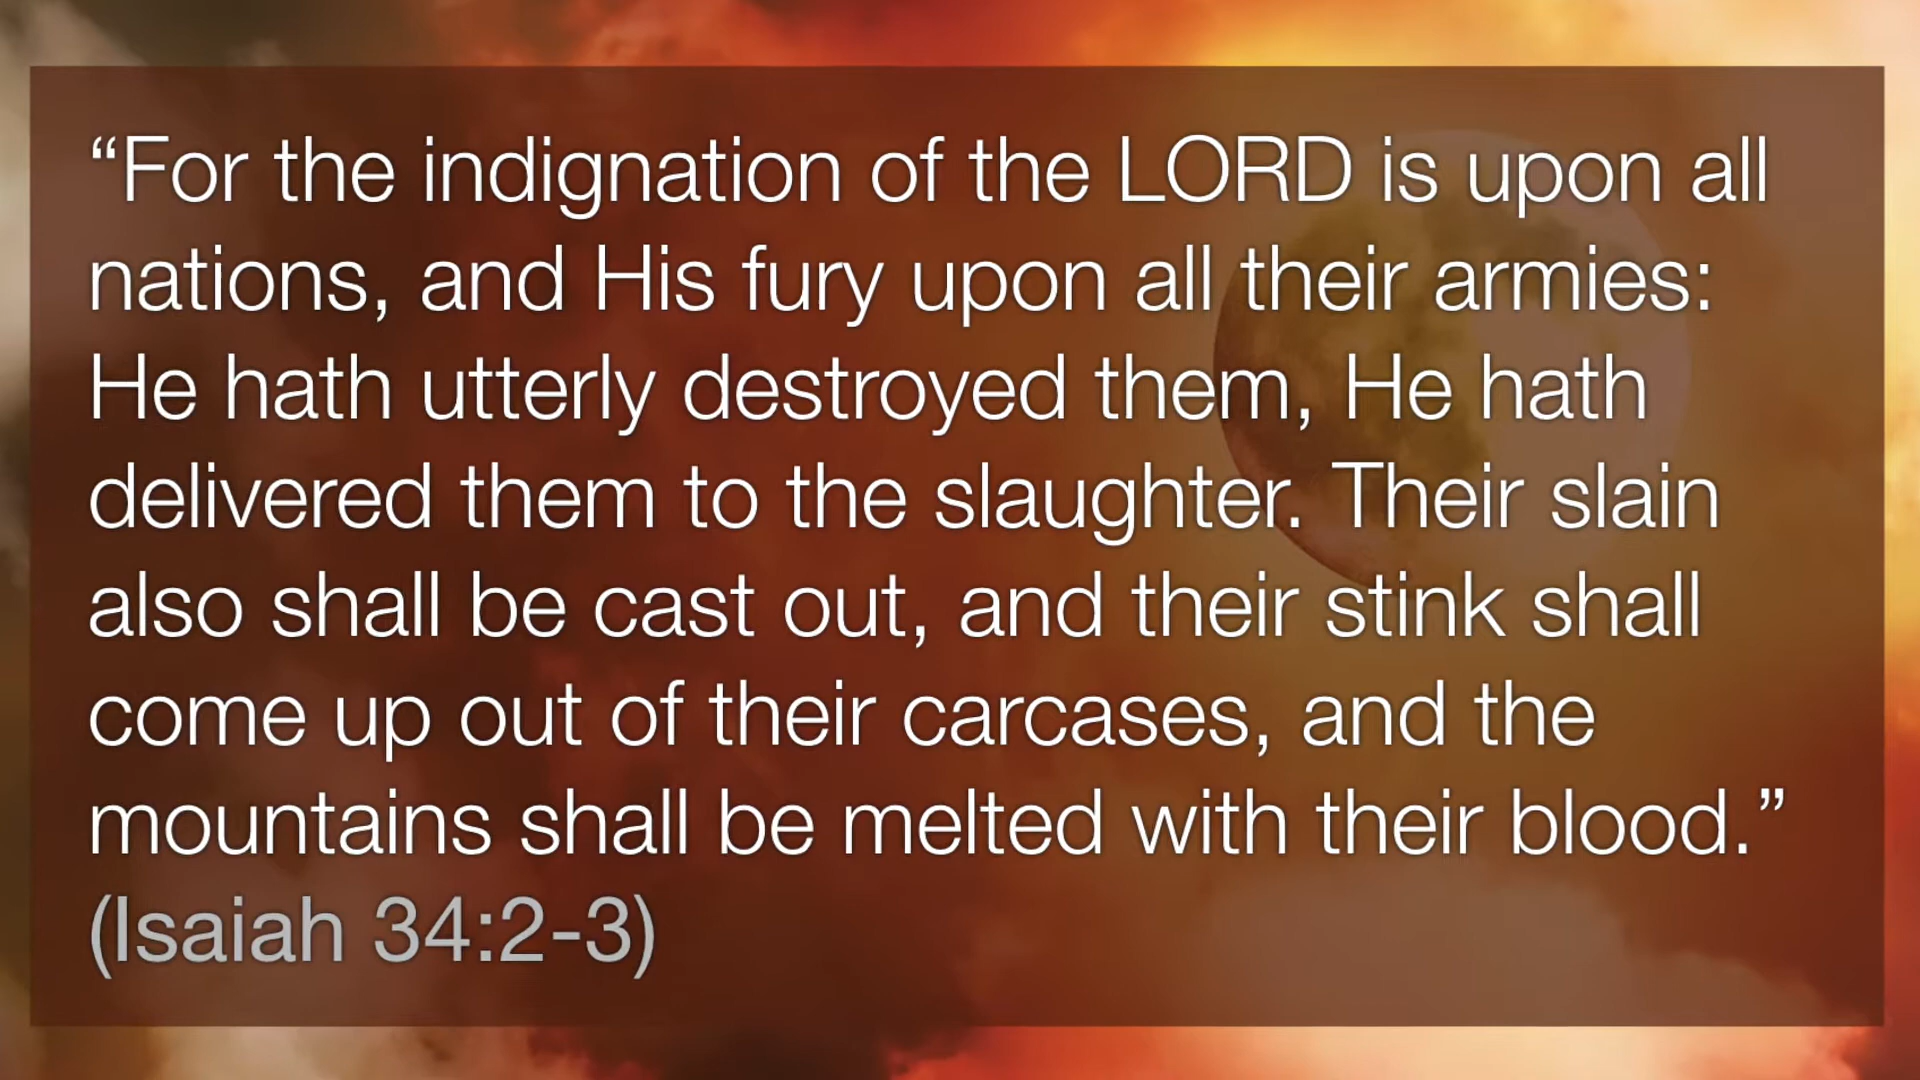 “For the indignation of the LORD is upon all
nations, and His fury upon all their armies:
He hath utterly destroyed them, He hath
delivered them to the slaughter. Their slain
also shall be cast out, and their stink shall
come up out of their carcases, and the
mountains shall be melted with their blood.”
(Isaiah 34:2-3)